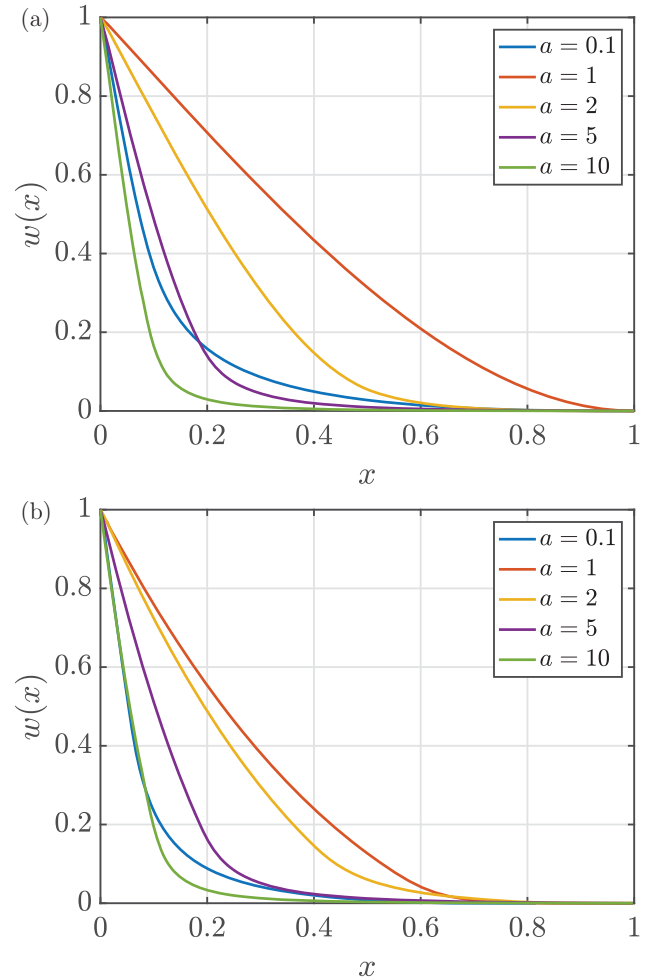 (a)
1
0.8
0.6
0.4
0.2
0
w(x)
a = 0.1
a = 1
a = 2
a = 5
a = 10
0 0.2 0.4 0.6 0.8 1
x
(b)
1
0.8
0.6
0.4
0.2
0
w(x)
a = 0.1
a = 1
a = 2
a = 5
a = 10
0 0.2 0.4 0.6 0.8 1
x